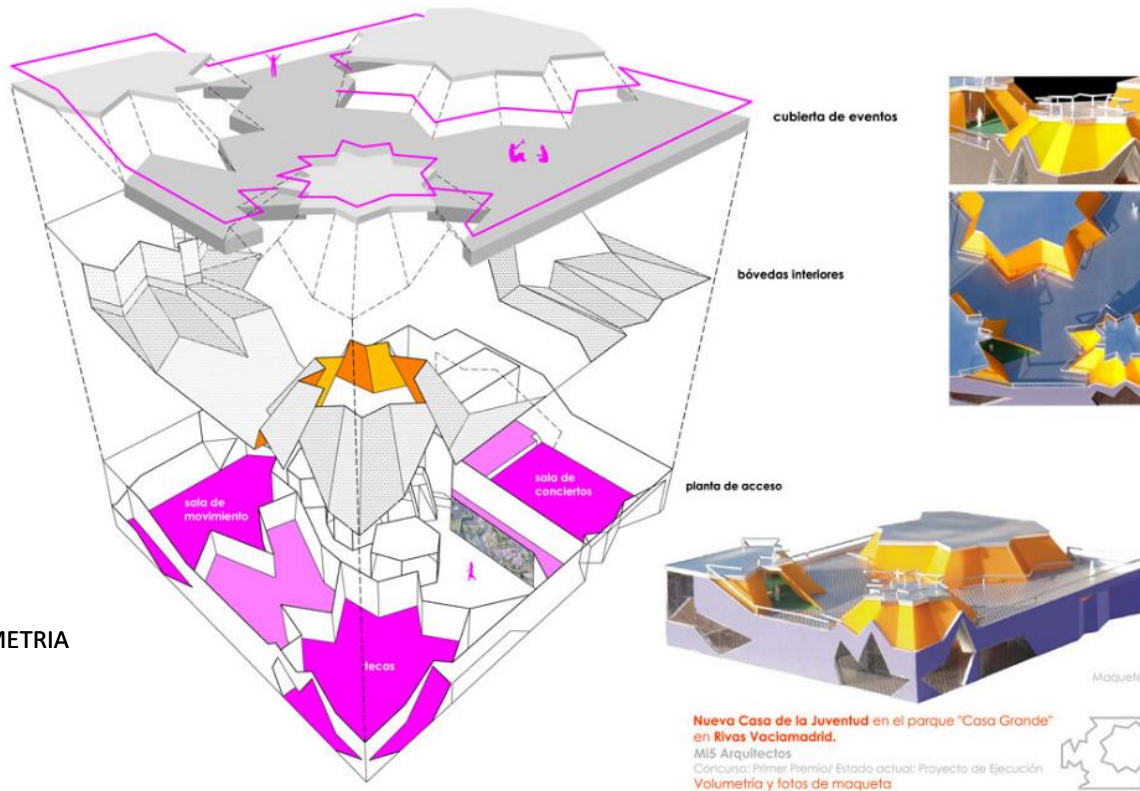 cubierta de eventos
bóvedas interiores
planta de acceso
sala de
conciertos
sala de
movimiento
tecas
METRIA
Maqueta
Nueva Casa de la Juventud en el parque "Casa Grande"
en Rivas Vaciamadrid.
Mi5 Arquitectos
Concurso: Primer Premio/ Estado actual: Proyecto de Ejecución
Volumetría y fotos de maqueta